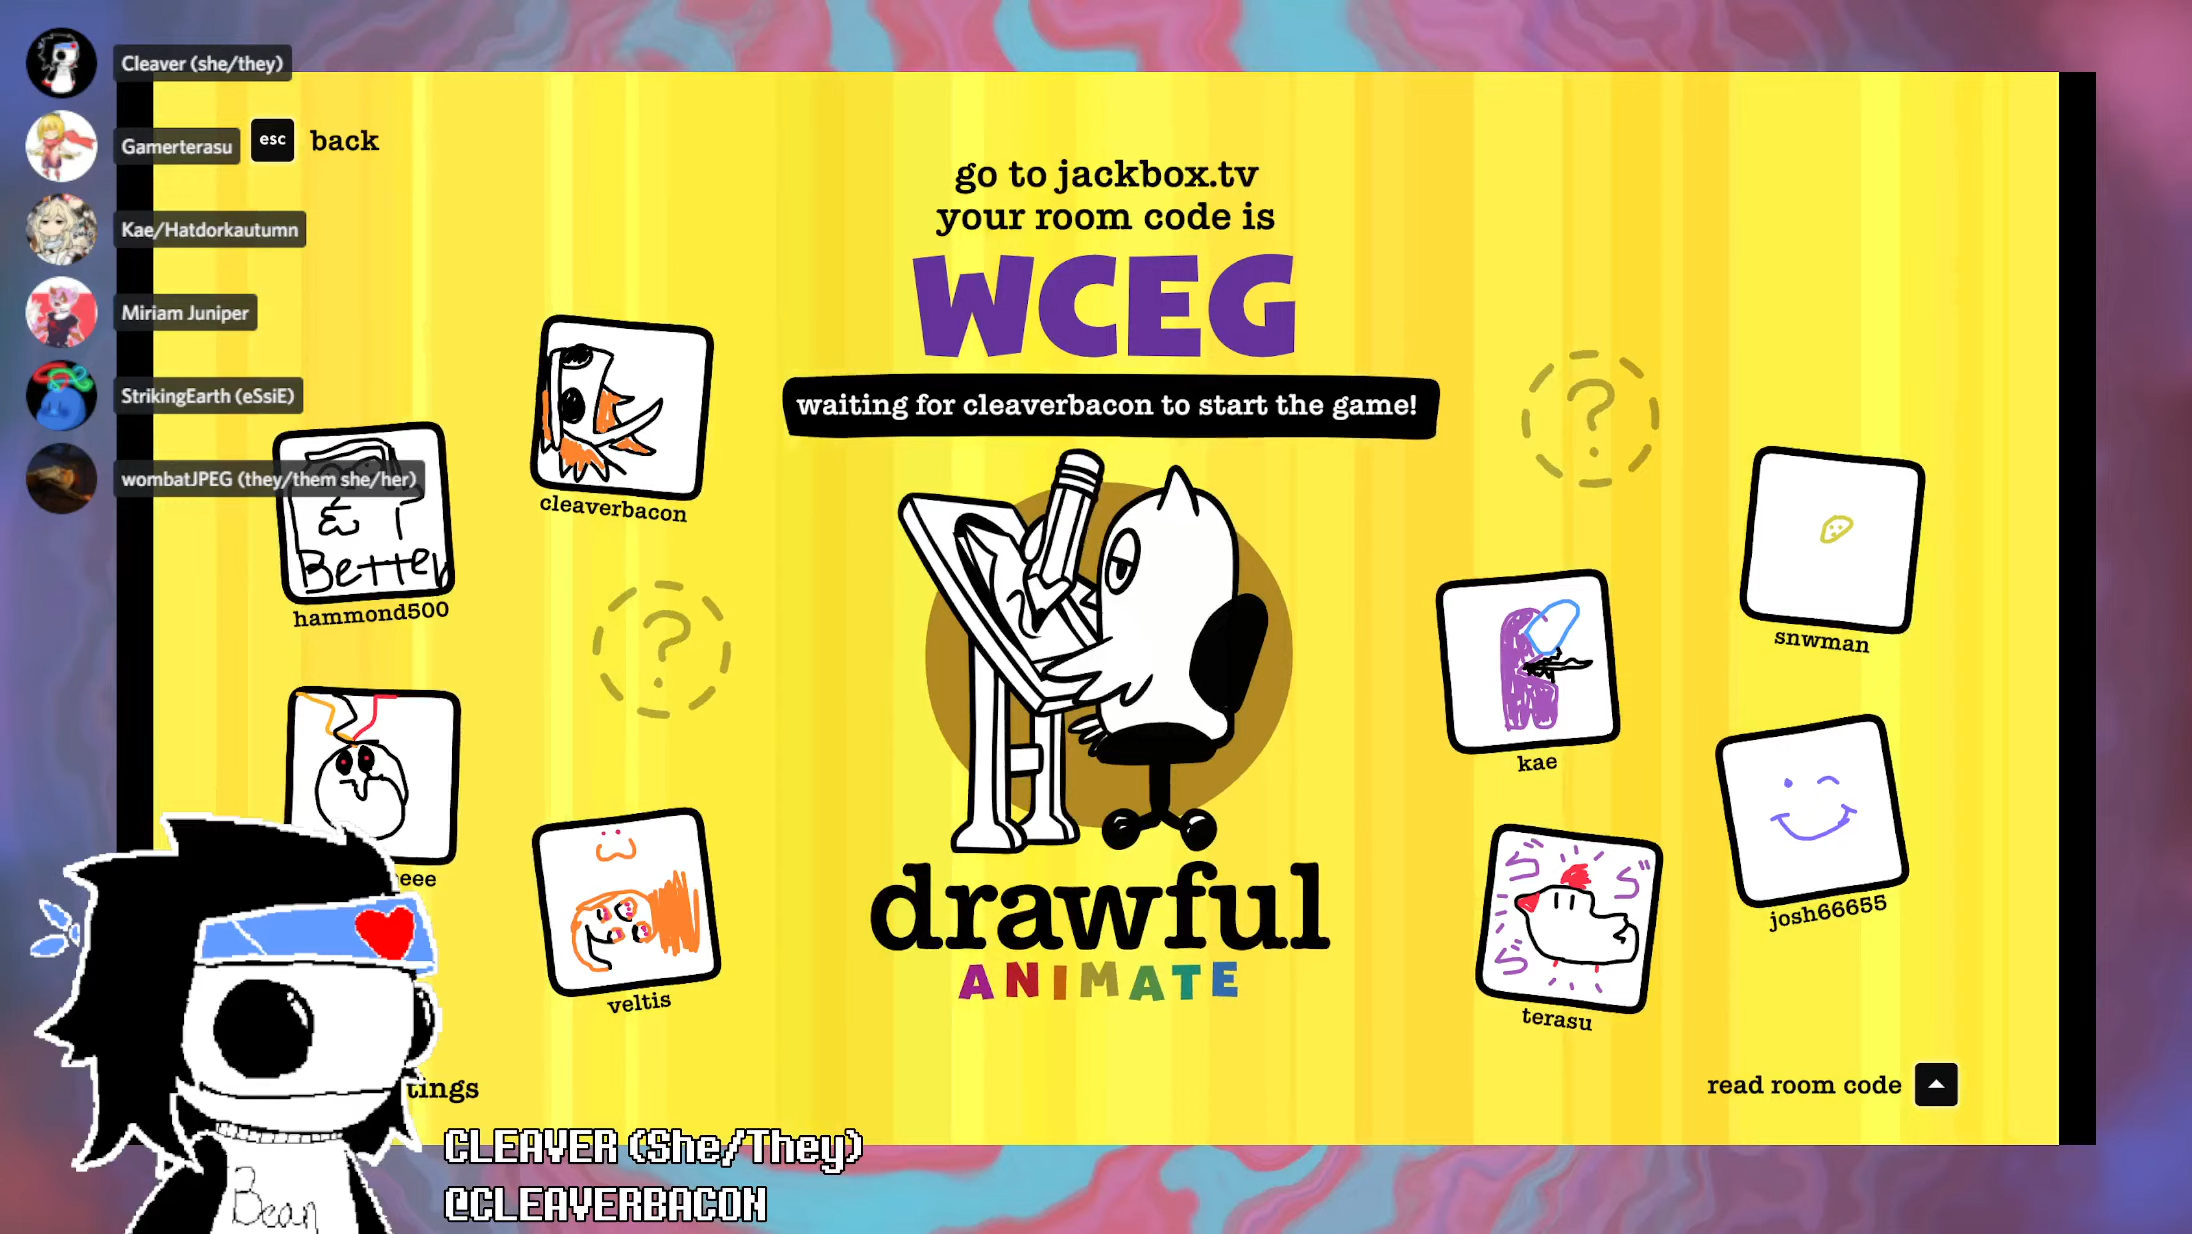 Cleaver (she/they)
Gamerterasu
esc back
Kae/Hatdorkautumn
Miriam Juniper
StrikingEarth (eSsiE)
wombatJPEG (they/them she/her)
go to jackbox.tv
your room code is
WCEG
waiting for cleaverbacon to start the game!
cleaverbacon
Better
hammond500
eee
veltis
snwman
kae
josh66655
terasu
drawful
ANIMATE
tings
read room code
CLEAVER (She/They)
@CLEAVERBACON
Bean